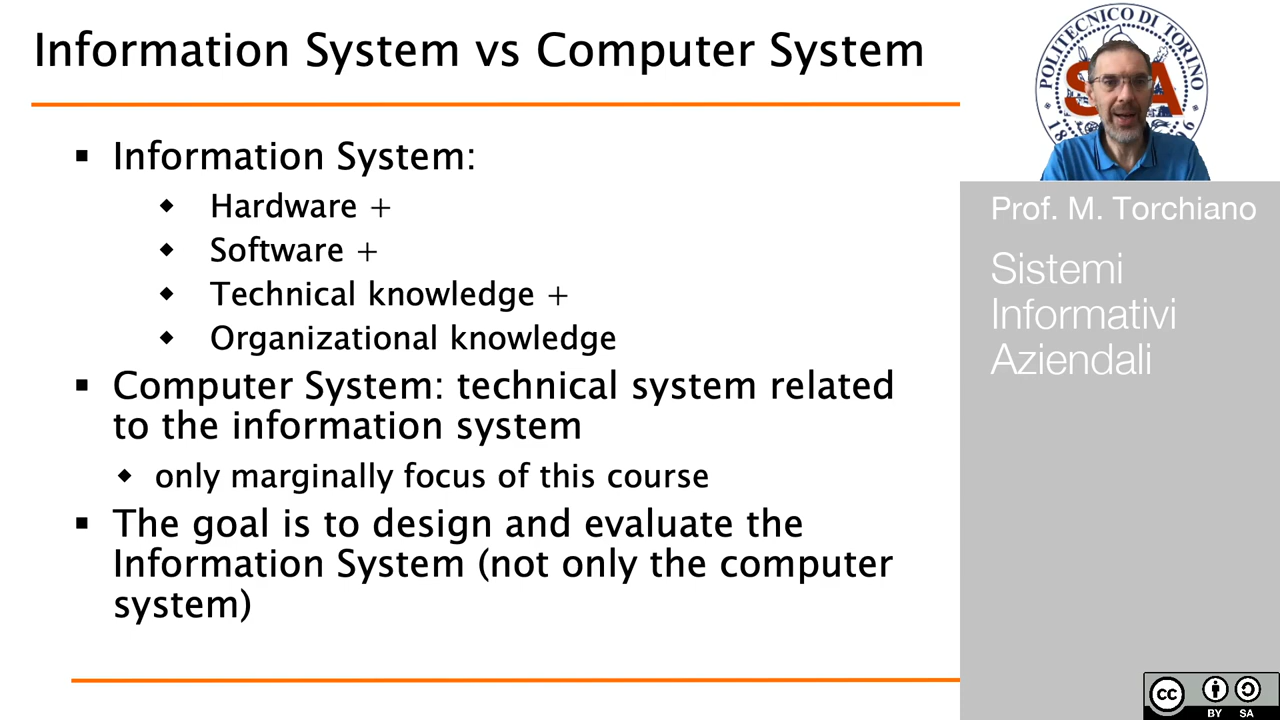 Information System vs Computer System
▪ Information System:
◆ Hardware +
◆ Software +
◆ Technical knowledge +
◆ Organizational knowledge
▪ Computer System: technical system related
to the information system
◆ only marginally focus of this course
▪ The goal is to design and evaluate the
Information System (not only the computer
system)
POLITECNICO DI TORINO
Prof. M. Torchiano
Sistemi
Informativi
Aziendali
cc
BY SA